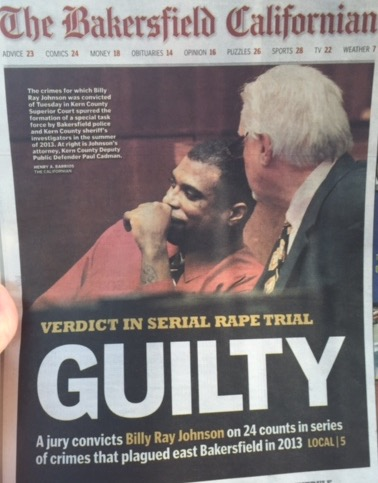 The Bakersfield Californian
ADVICE 23 COMICS 24 MONEY 18 OBITUARIES 14 OPINION 16 PUZZLES 26 SPORTS 28 TV 22 WEATHER 7
The crimes for which Billy
Ray Johnson was convicted
of Tuesday in Kern County
Superior Court spurred the
formation of a special task
force by Bakersfield police
and Kern County sheriff's
investigators in the summer
of 2013. At right is Johnson's
attorney, Kern County Deputy
Public Defender Paul Cadman.
HENRY A. BARRIOS
THE CALIFORNIAN
VERDICT IN SERIAL RAPE TRIAL
GUILTY
A jury convicts Billy Ray Johnson on 24 counts in series
of crimes that plagued east Bakersfield in 2013 LOCAL | 5